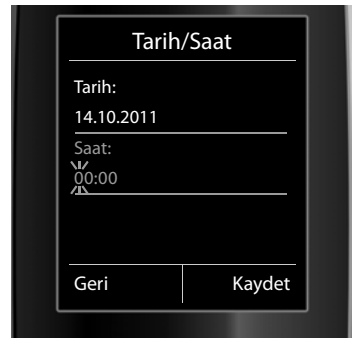 Tarih/Saat
Tarih:
14.10.2011
Saat:
00:00
Geri Kaydet